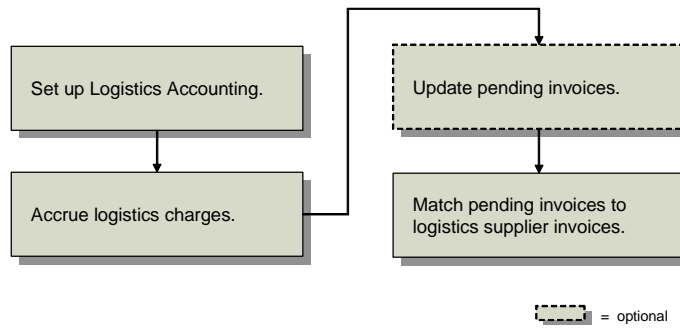 Set up Logistics Accounting.
Accrue logistics charges.
Update pending invoices.
Match pending invoices to
logistics supplier invoices.
= optional